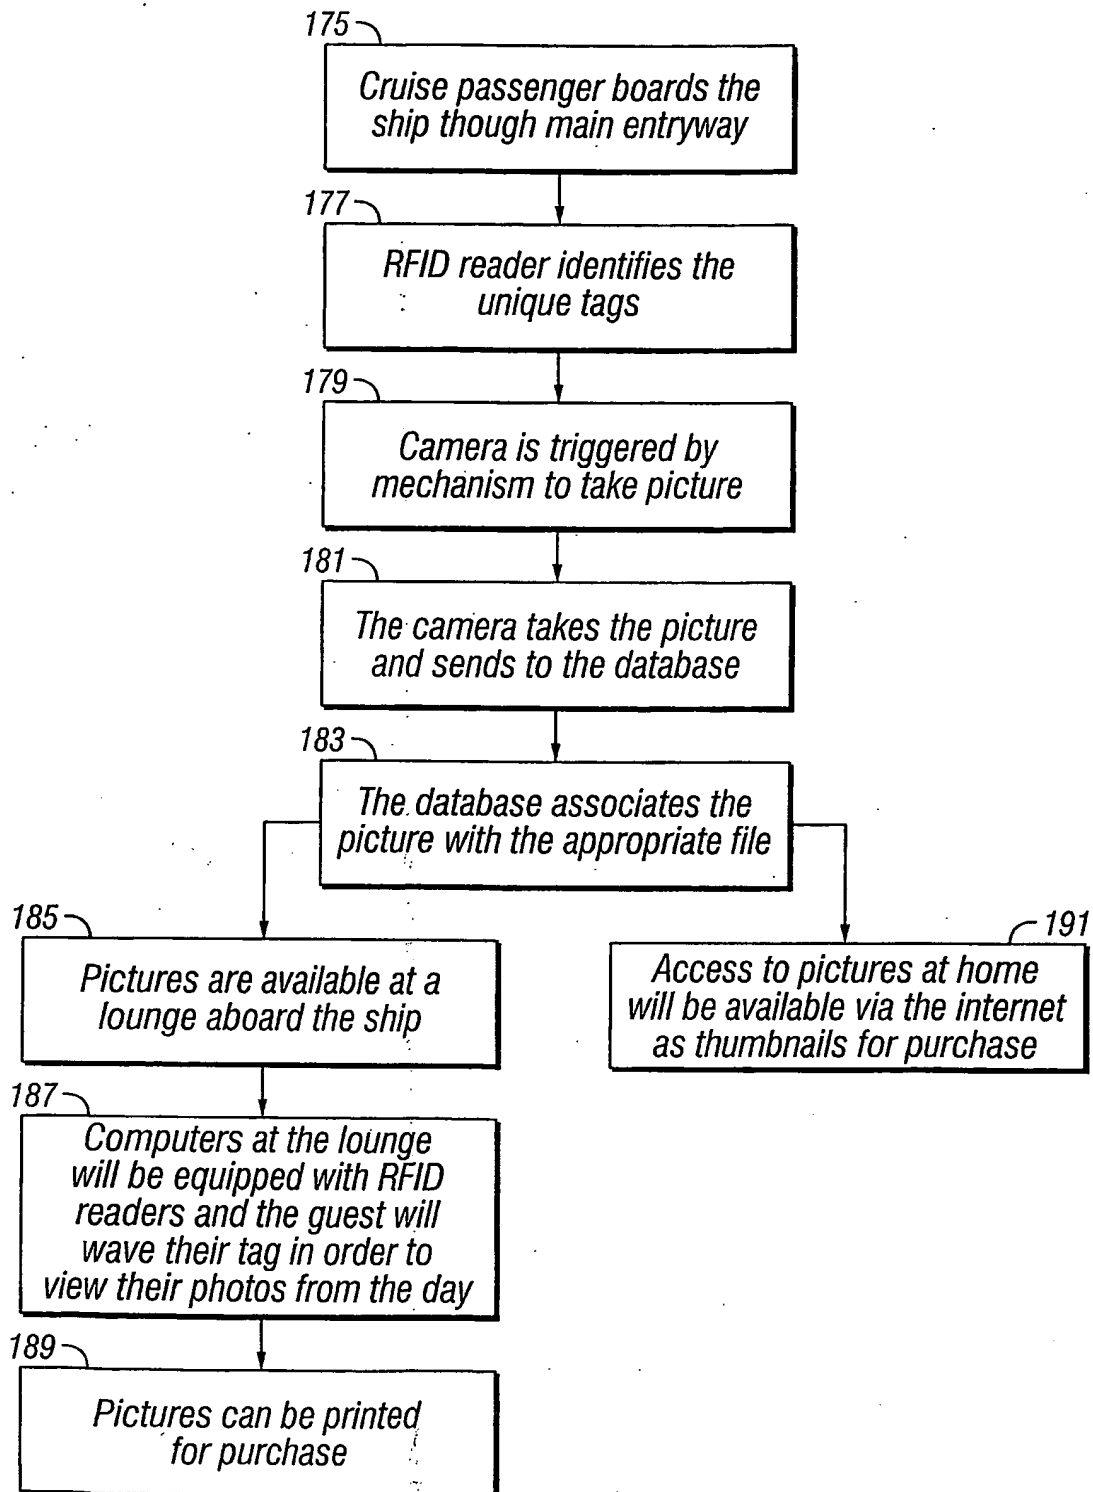 175
Cruise passenger boards the
ship though main entryway
177
RFID reader identifies the
unique tags
179
Camera is triggered by
mechanism to take picture
181
The camera takes the picture
and sends to the database
183
The database associates the
picture with the appropriate file
185
Pictures are available at a
lounge aboard the ship
191
Access to pictures at home
will be available via the internet
as thumbnails for purchase
187
Computers at the lounge
will be equipped with RFID
readers and the guest will
wave their tag in order to
view their photos from the day
189
Pictures can be printed
for purchase